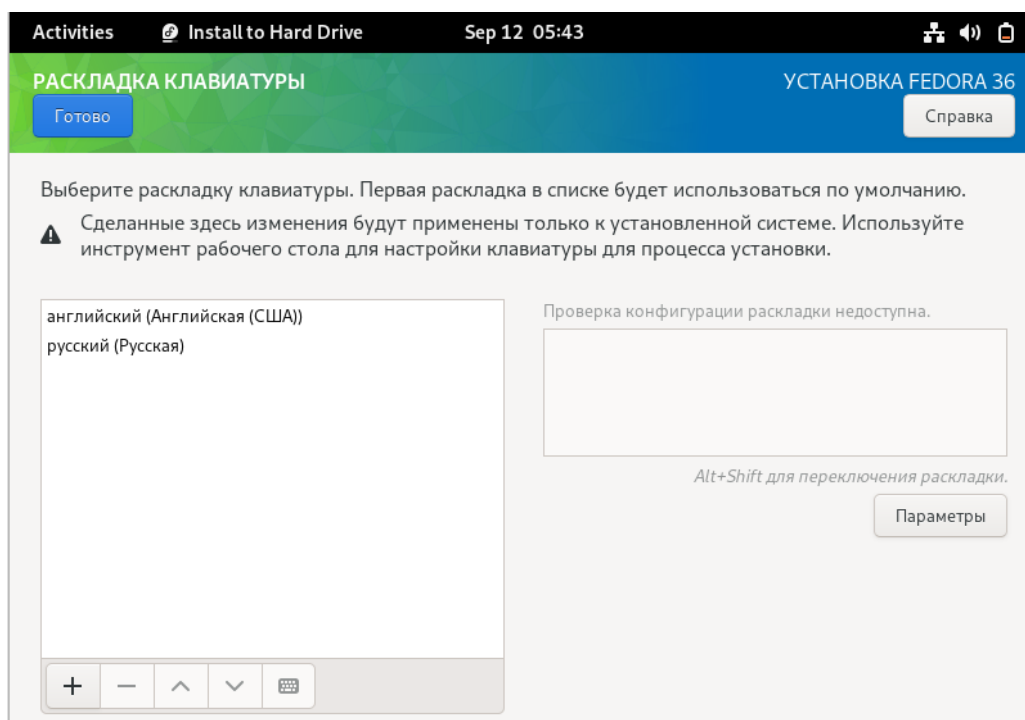 Activities Install to Hard Drive Sep 12 05:43
РАСКЛАДКА КЛАВИАТУРЫ
УСТАНОВКА FEDORA 36
Готово
Справка
Выберите раскладку клавиатуры. Первая раскладка в списке будет использоваться по умолчанию.
Сделанные здесь изменения будут применены только к установленной системе. Используйте
инструмент рабочего стола для настройки клавиатуры для процесса установки.
английский (Английская (США))
русский (Русская)
Проверка конфигурации раскладки недоступна.
Alt+Shift для переключения раскладки.
Параметры